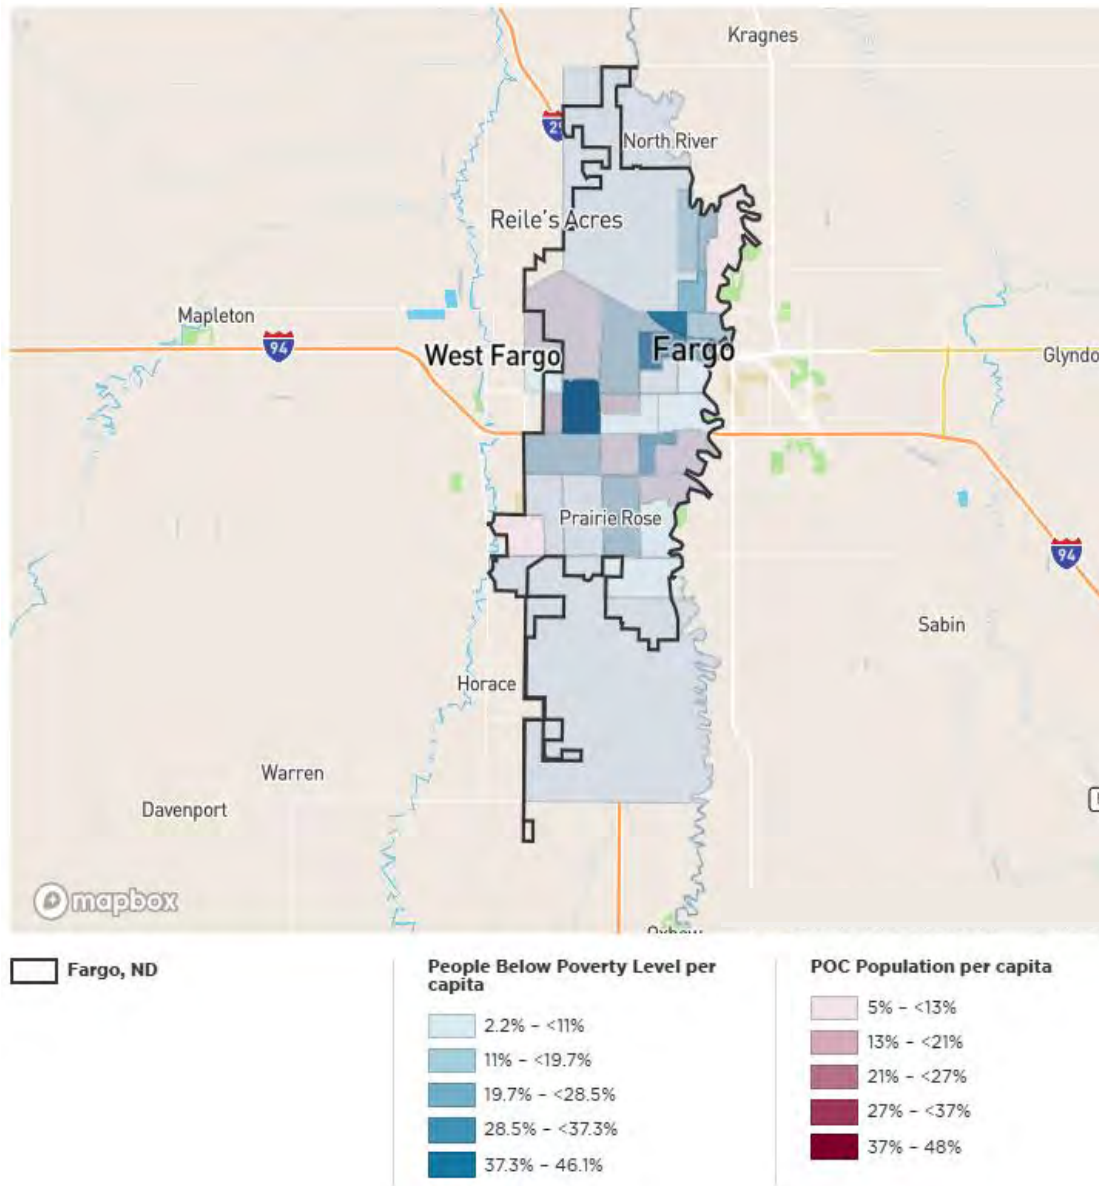 Kragnes
North River
Reile's Acres
Mapleton
94
West Fargo
Fargo
Prairie Rose
94
Sabin
Horace
Warren
Davenport
mapbox
Fargo, ND
People Below Poverty Level per
capita
2.2% – <11%
11% – <19.7%
19.7% – <28.5%
28.5% – <37.3%
37.3% – 46.1%
POC Population per capita
5% – <13%
13% – <21%
21% – <27%
27% – <37%
37% – 48%